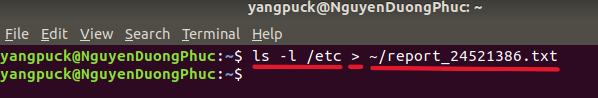 yangpuck@NguyenDuongPhuc: ~
File Edit View Search Terminal Help
yangpuck@NguyenDuongPhuc:~$ ls -l /etc > ~/report_24521386.txt
yangpuck@NguyenDuongPhuc:~$